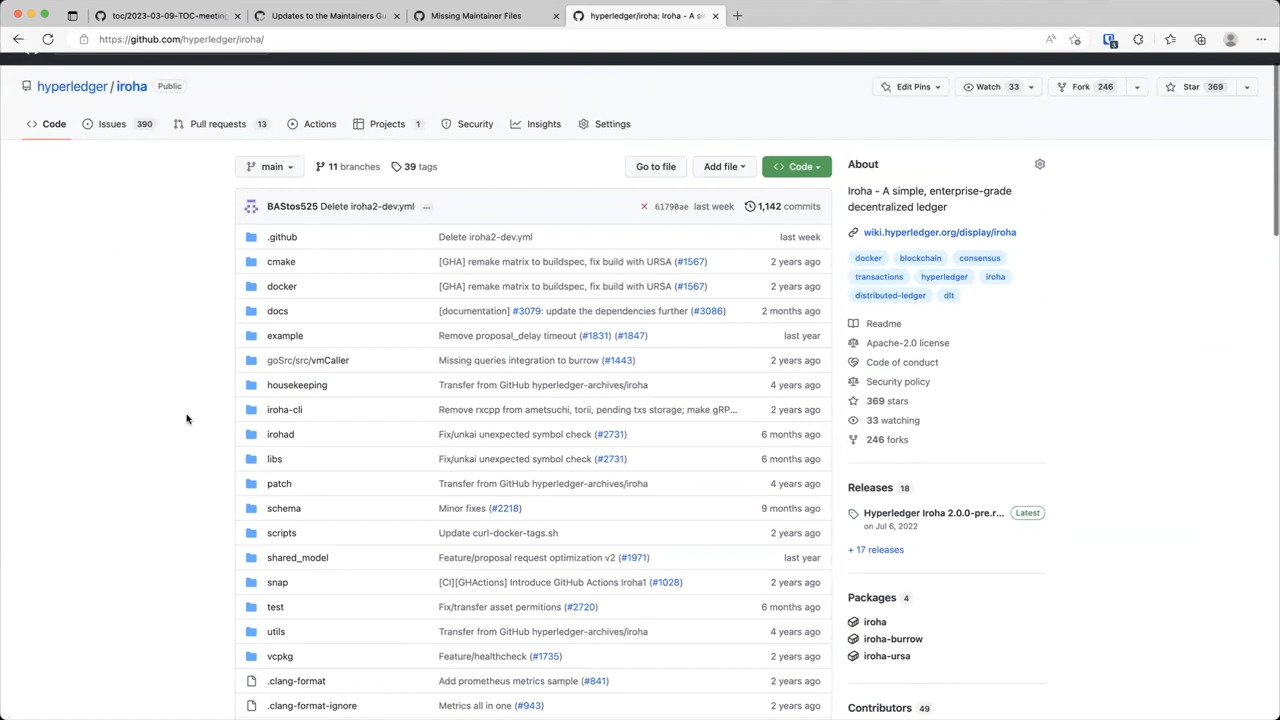 toc/2023-03-09-TOC-meeting
Updates to the Maintainers Gu
Missing Maintainer Files
hyperledger/iroha: Iroha - A si
https://github.com/hyperledger/iroha/
hyperledger / iroha Public
Edit Pins Watch 33 Fork 246 Star 369
Code Issues 390 Pull requests 13 Actions Projects 1 Security Insights Settings
main 11 branches 39 tags Go to file Add file Code
BAStos525 Delete iroha2-dev.yml ... 61790ae last week 1,142 commits
.github Delete iroha2-dev.yml last week
cmake [GHA] remake matrix to buildspec, fix build with URSA (#1567) 2 years ago
docker [GHA] remake matrix to buildspec, fix build with URSA (#1567) 2 years ago
docs [documentation] #3079: update the dependencies further (#3086) 2 months ago
example Remove proposal_delay timeout (#1831) (#1847) last year
goSrc/src/vmCaller Missing queries integration to burrow (#1443) 2 years ago
housekeeping Transfer from GitHub hyperledger-archives/iroha 4 years ago
iroha-cli Remove rxcpp from ametsuchi, torii, pending txs storage; make gRP... 2 years ago
irohad Fix/unkai unexpected symbol check (#2731) 6 months ago
libs Fix/unkai unexpected symbol check (#2731) 6 months ago
patch Transfer from GitHub hyperledger-archives/iroha 4 years ago
schema Minor fixes (#2218) 9 months ago
scripts Update curl-docker-tags.sh 2 years ago
shared_model Feature/proposal request optimization v2 (#1971) last year
snap [CI][GHActions] Introduce GitHub Actions Iroha1 (#1028) 2 years ago
test Fix/transfer asset permitions (#2720) 6 months ago
utils Transfer from GitHub hyperledger-archives/iroha 4 years ago
vcpkg Feature/healthcheck (#1735) 2 years ago
.clang-format Add prometheus metrics sample (#841) 2 years ago
.clang-format-ignore Metrics all in one (#943) 2 years ago
About
Iroha - A simple, enterprise-grade
decentralized ledger
wiki.hyperledger.org/display/iroha
docker blockchain consensus
transactions hyperledger iroha
distributed-ledger dlt
Readme
Apache-2.0 license
Code of conduct
Security policy
369 stars
33 watching
246 forks
Releases 18
Hyperledger Iroha 2.0.0-pre.r... Latest
on Jul 6, 2022
+ 17 releases
Packages 4
iroha
iroha-burrow
iroha-ursa
Contributors 49